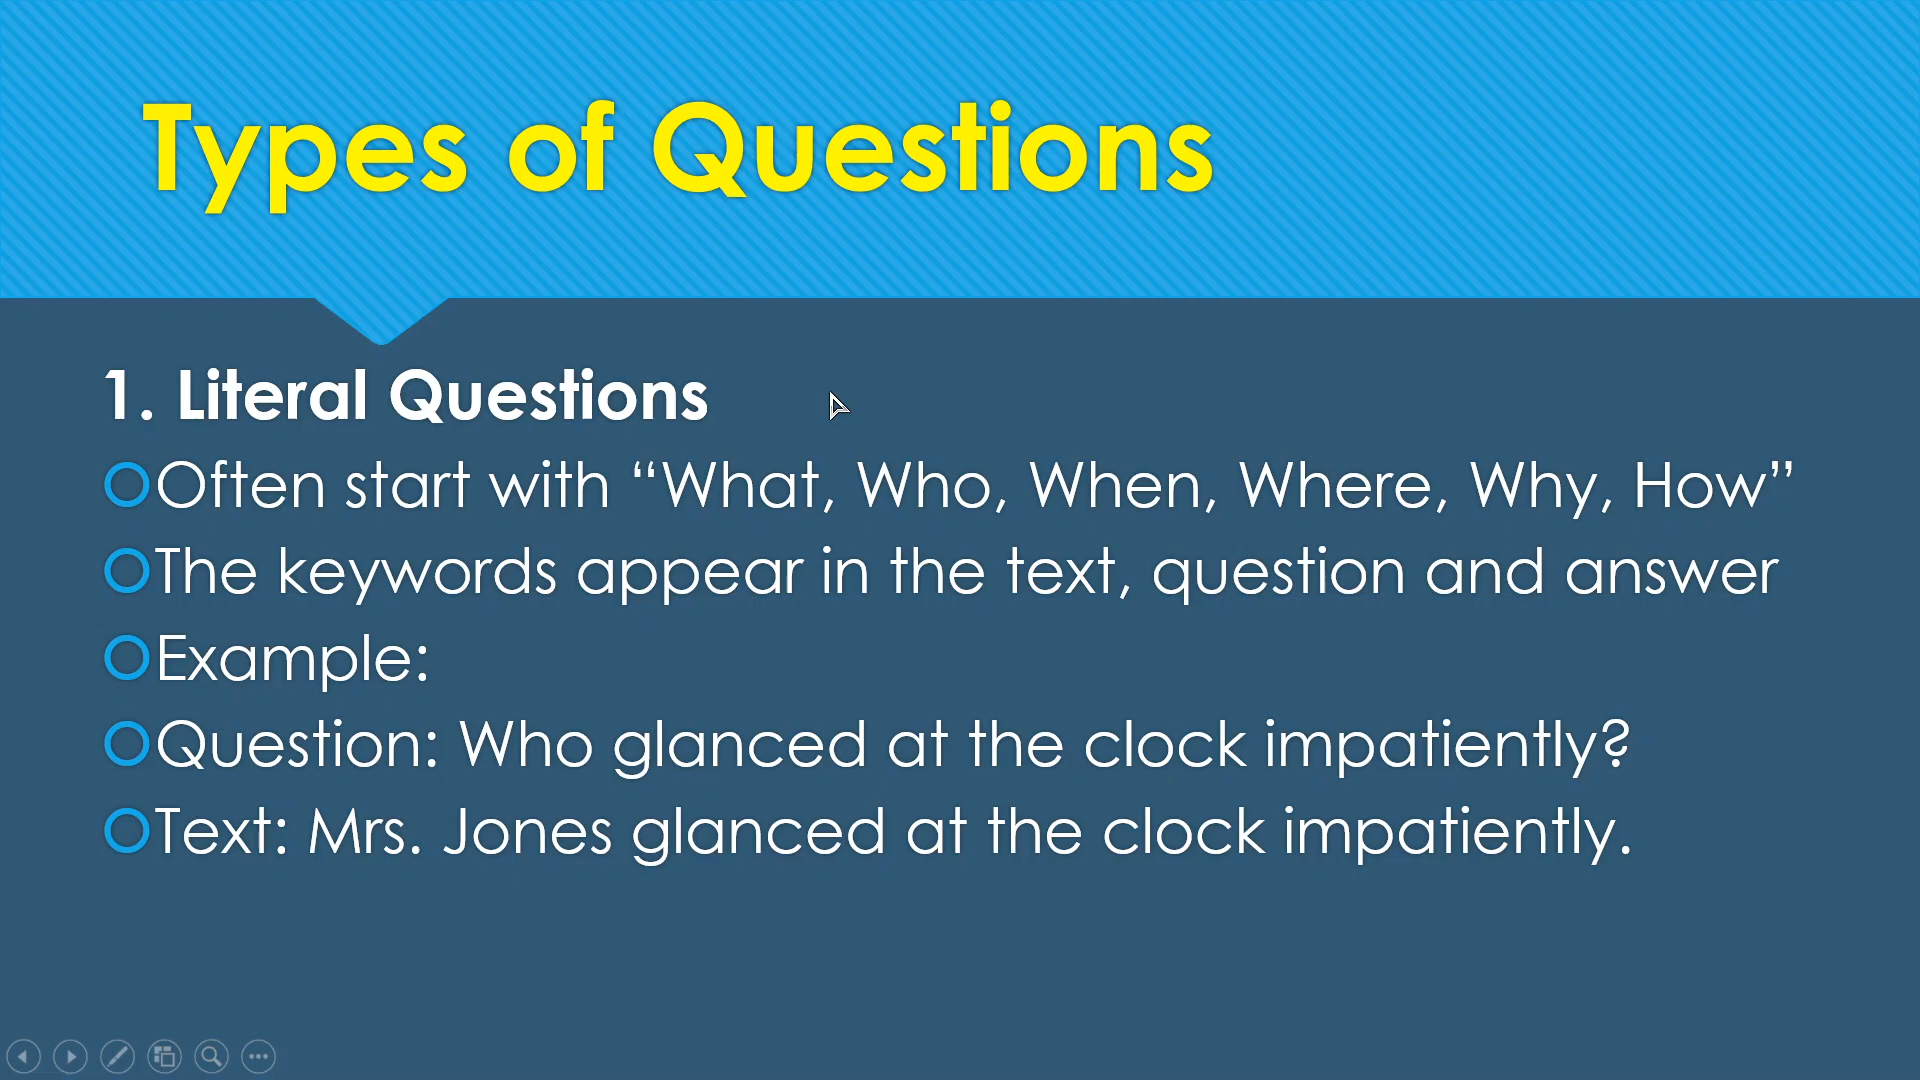 Types of Questions
1. Literal Questions
Often start with “What, Who, When, Where, Why, How”
The keywords appear in the text, question and answer
Example:
Question: Who glanced at the clock impatiently?
Text: Mrs. Jones glanced at the clock impatiently.